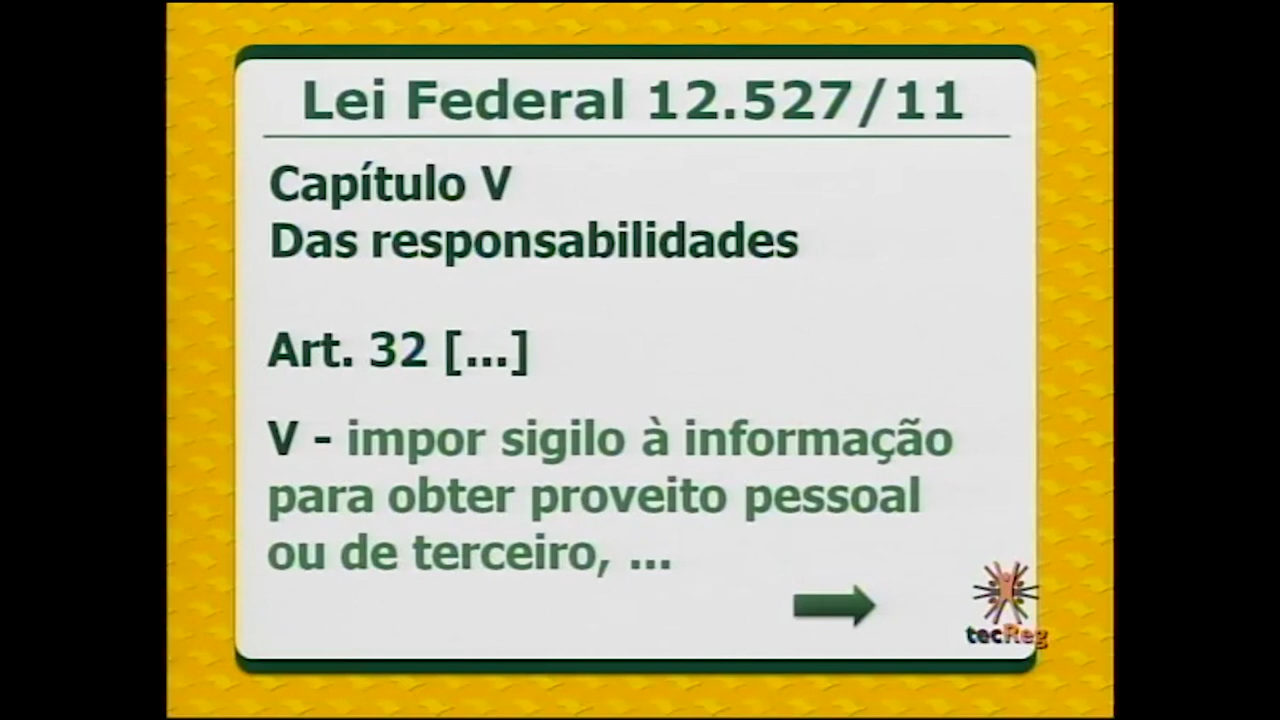 Lei Federal 12.527/11
Capítulo V
Das responsabilidades
Art. 32 [...]
V - impor sigilo à informação
para obter proveito pessoal
ou de terceiro, ...
tecReg